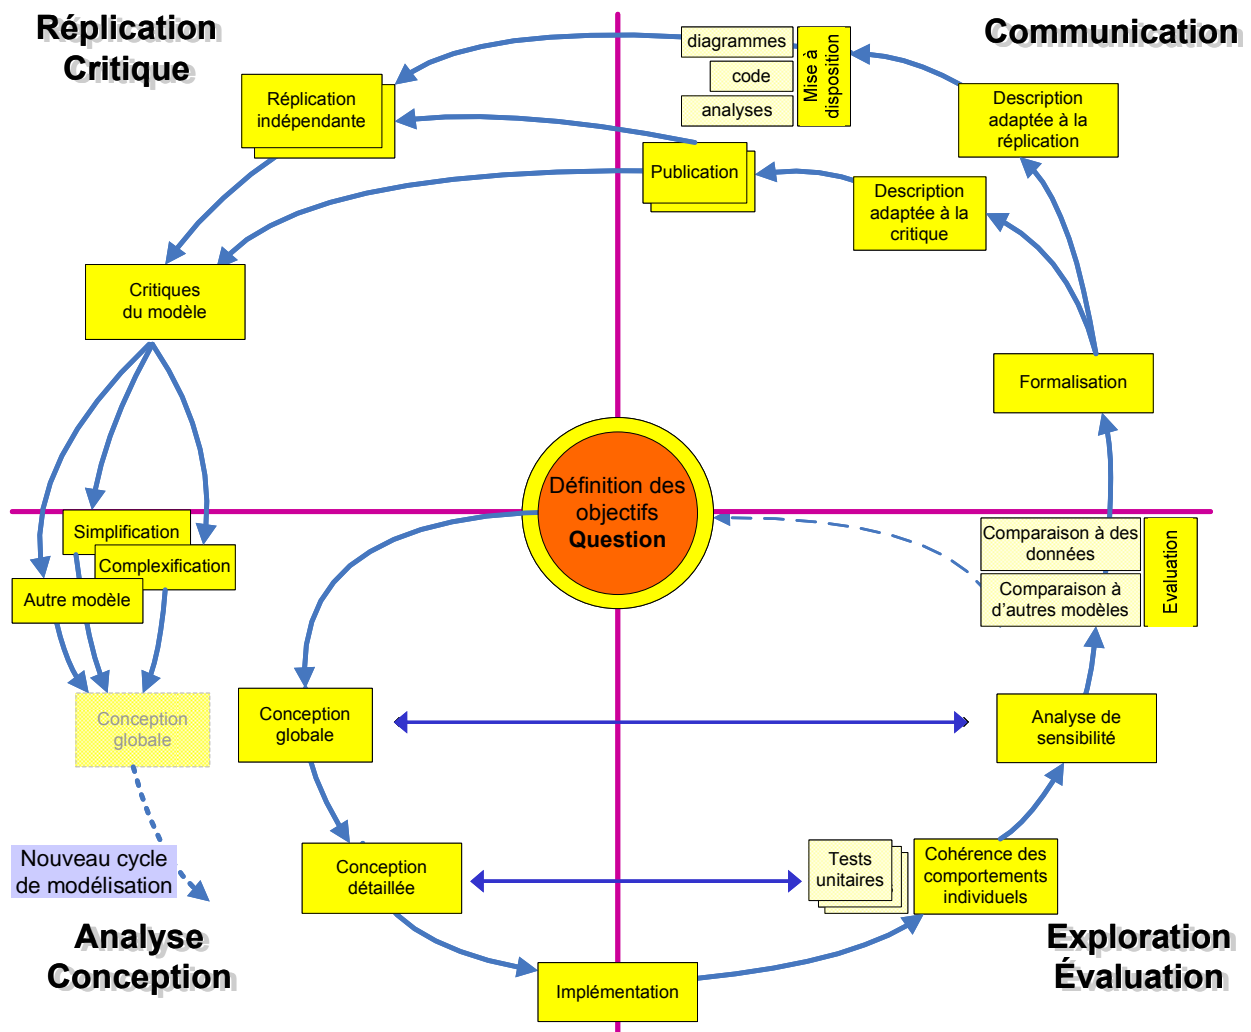 Réplication
Critique
Communication
diagrammes
code
analyses
Mise à
disposition
Réplication
indépendante
Description
adaptée à la
réplication
Publication
Description
adaptée à la
critique
Critiques
du modèle
Formalisation
Définition des
objectifs
Question
Simplification
Complexification
Autre modèle
Comparaison à des
données
Comparaison à
d'autres modèles
Evaluation
Conception
globale
Conception
globale
Analyse de
sensibilité
Nouveau cycle
de modélisation
Conception
détaillée
Tests
unitaires
Cohérence des
comportements
individuels
Analyse
Conception
Implémentation
Exploration
Évaluation